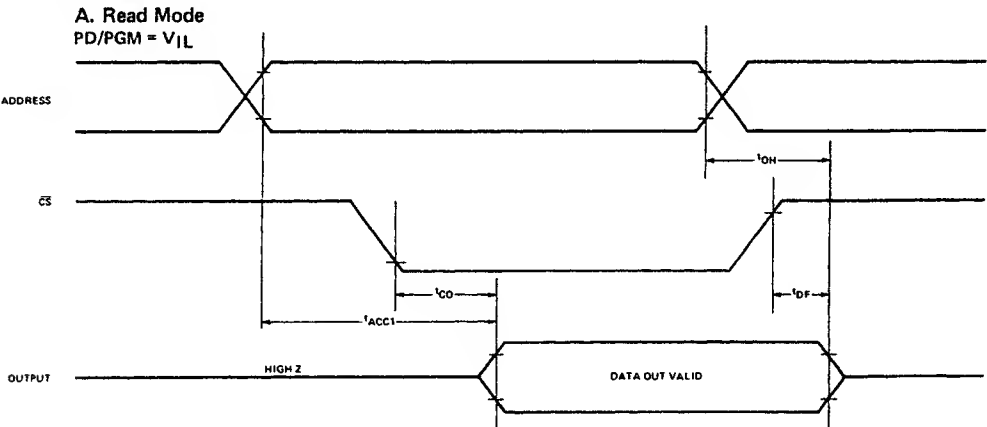 A. Read Mode
PD/PGM = VIL
ADDRESS
tOH
CS
tCO
tDF
tACC1
OUTPUT
HIGH Z
DATA OUT VALID